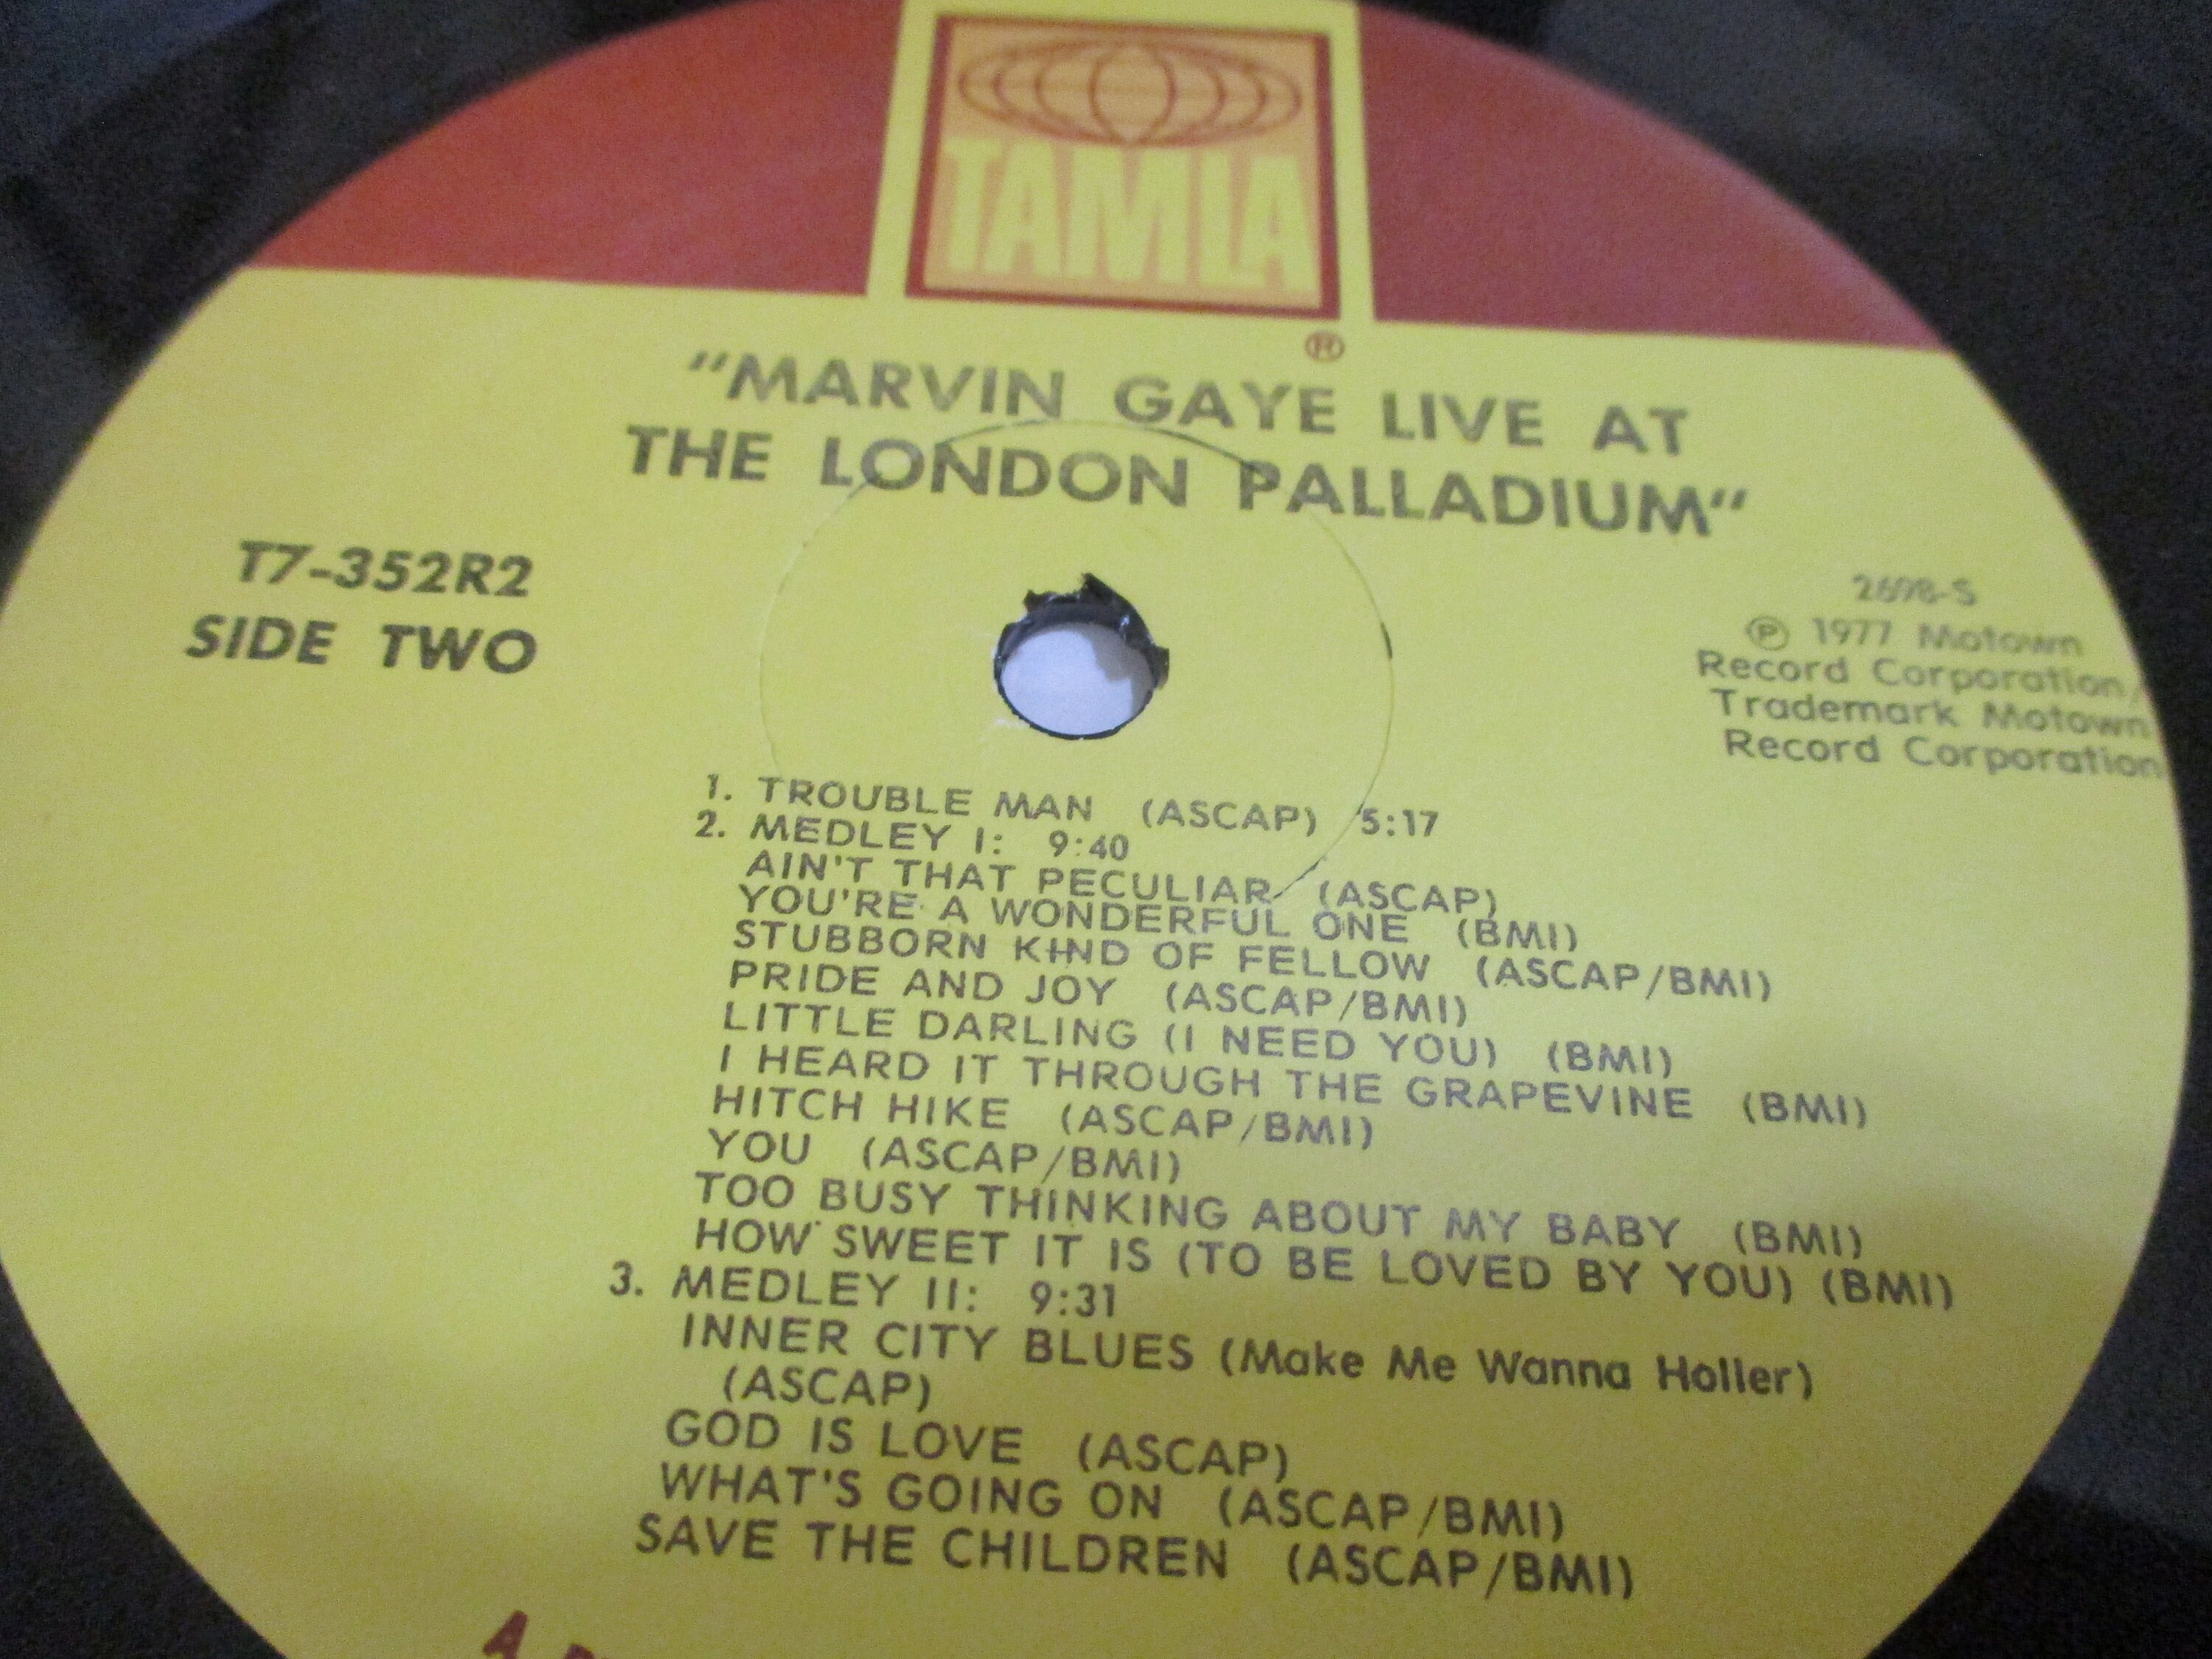 TAMLA
®
"MARVIN GAYE LIVE AT
THE LONDON PALLADIUM"
T7-352R2
SIDE TWO
2698-S
Ⓟ 1977 Motown
Record Corporation/
Trademark Motown
Record Corporation
1. TROUBLE MAN (ASCAP) 5:17
2. MEDLEY I: 9:40
AIN'T THAT PECULIAR (ASCAP)
YOU'RE A WONDERFUL ONE (BMI)
STUBBORN KIND OF FELLOW (ASCAP/BMI)
PRIDE AND JOY (ASCAP/BMI)
LITTLE DARLING (I NEED YOU) (BMI)
I HEARD IT THROUGH THE GRAPEVINE (BMI)
HITCH HIKE (ASCAP/BMI)
YOU (ASCAP/BMI)
TOO BUSY THINKING ABOUT MY BABY (BMI)
HOW SWEET IT IS (TO BE LOVED BY YOU) (BMI)
3. MEDLEY II: 9:31
INNER CITY BLUES (Make Me Wanna Holler)
(ASCAP)
GOD IS LOVE (ASCAP)
WHAT'S GOING ON (ASCAP/BMI)
SAVE THE CHILDREN (ASCAP/BMI)
A